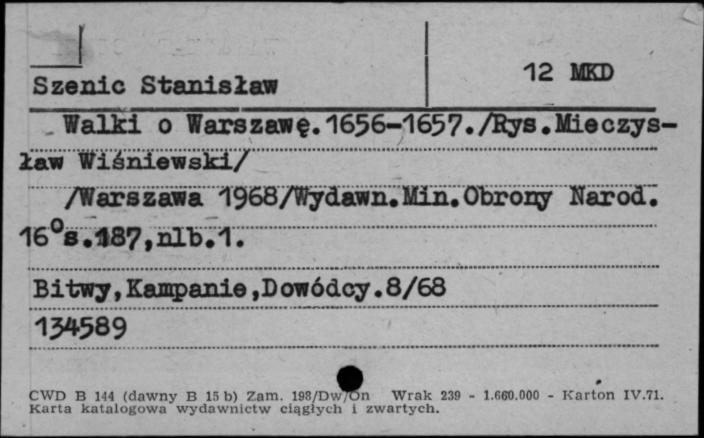 Szenic Stanisław 12 MKD
Walki o Warszawę.1656-1657./Rys.Mieczys-
ław Wiśniewski/
/Warszawa 1968/Wydawn.Min.Obrony Narod.
16°s.187,nlb.1.
Bitwy,Kampanie,Dowódcy.8/68
134589
CWD B 144 (dawny B 15 b) Zam. 198/Dw/On Wrak 239 - 1.660.000 - Karton IV.71.
Karta katalogowa wydawnictw ciągłych i zwartych.